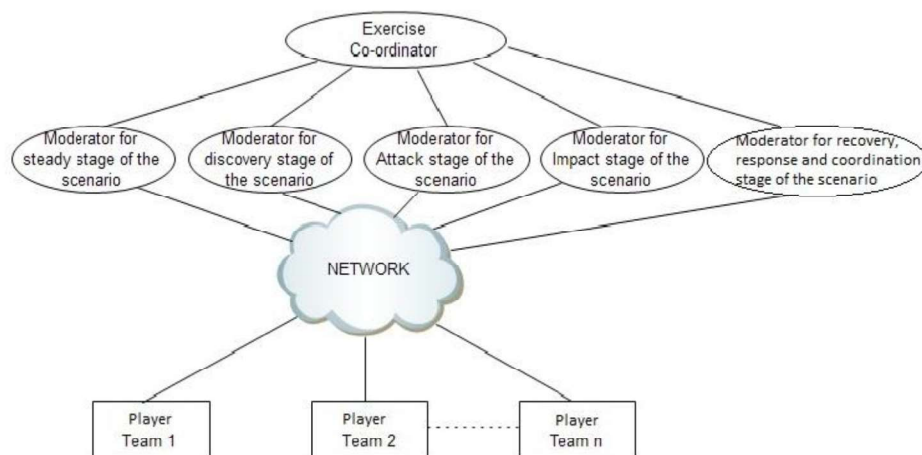 Exercise
Co-ordinator
Moderator for
steady stage of the
scenario
Moderator for
discovery stage of
the scenario
Moderator for
Attack stage of the
scenario
Moderator for
Impact stage of the
scenario
Moderator for recovery,
response and coordination
stage of the scenario
NETWORK
Player
Team 1
Player
Team 2
Player
Team n